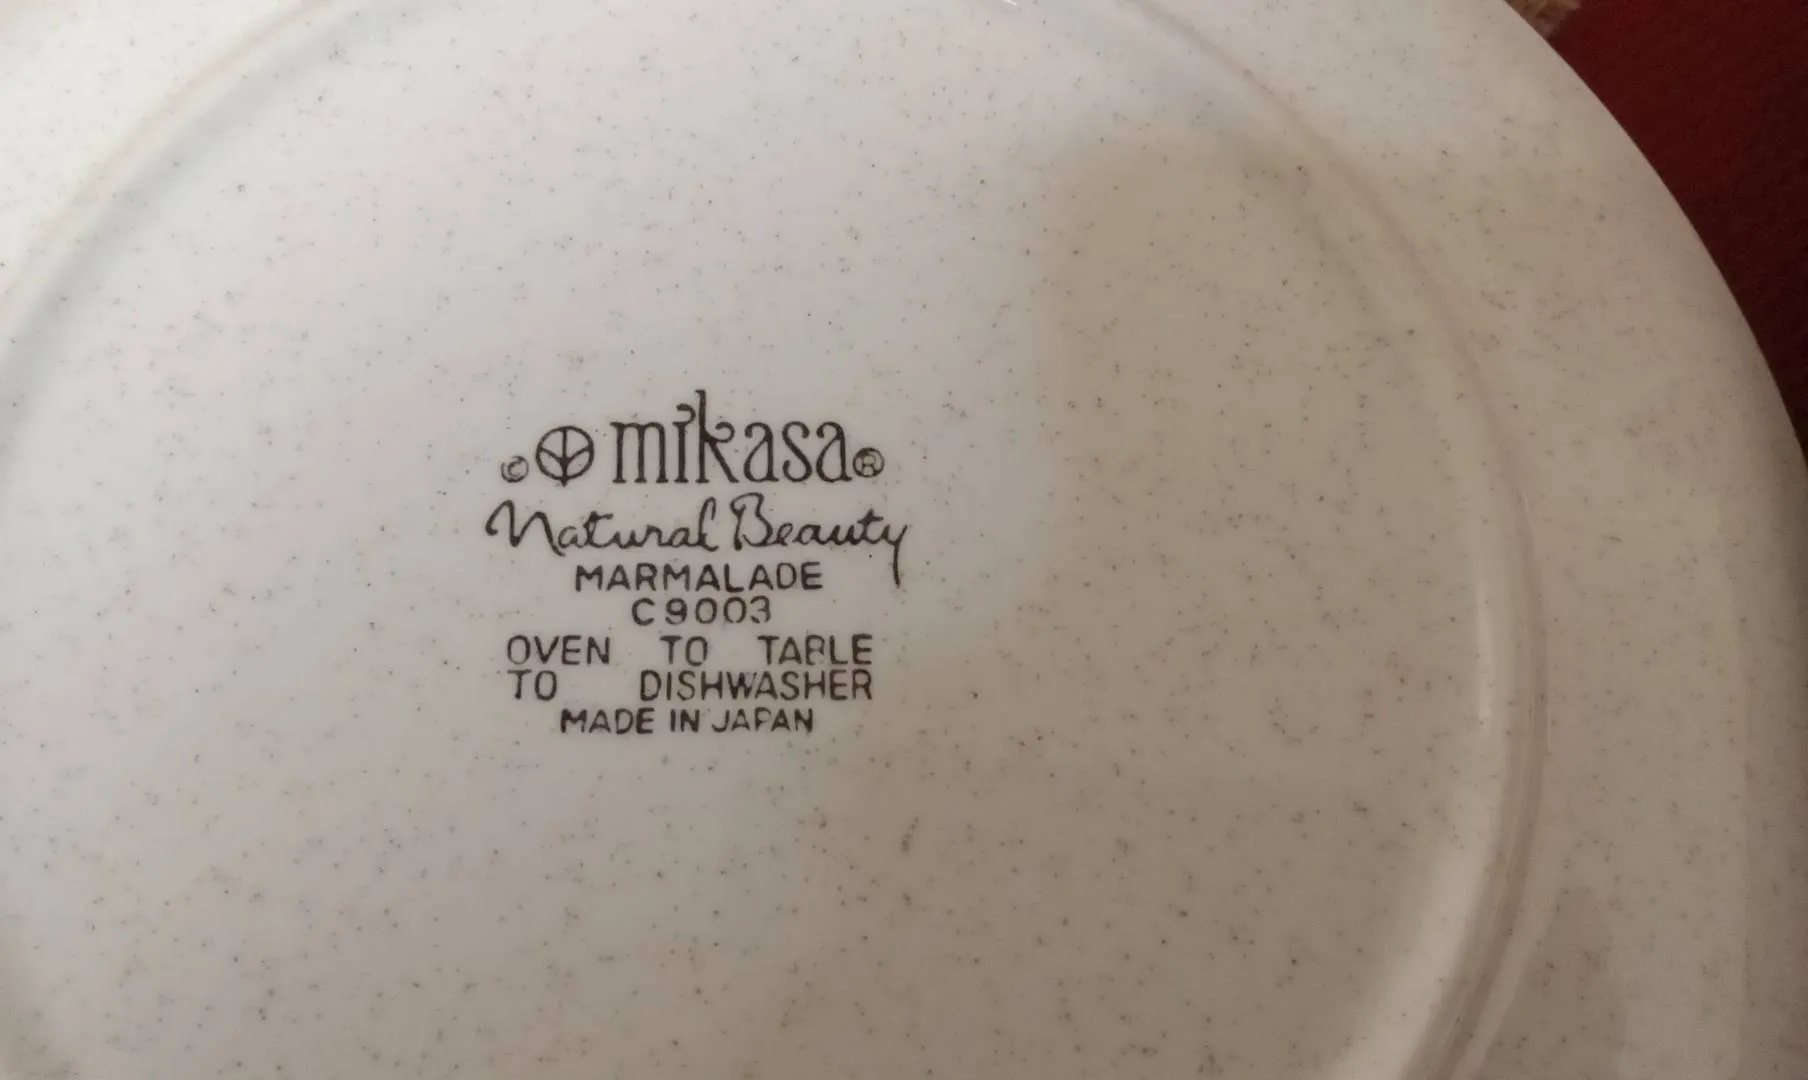 © mikasa®
Natural Beauty
MARMALADE
C9003
OVEN TO TABLE
TO DISHWASHER
MADE IN JAPAN